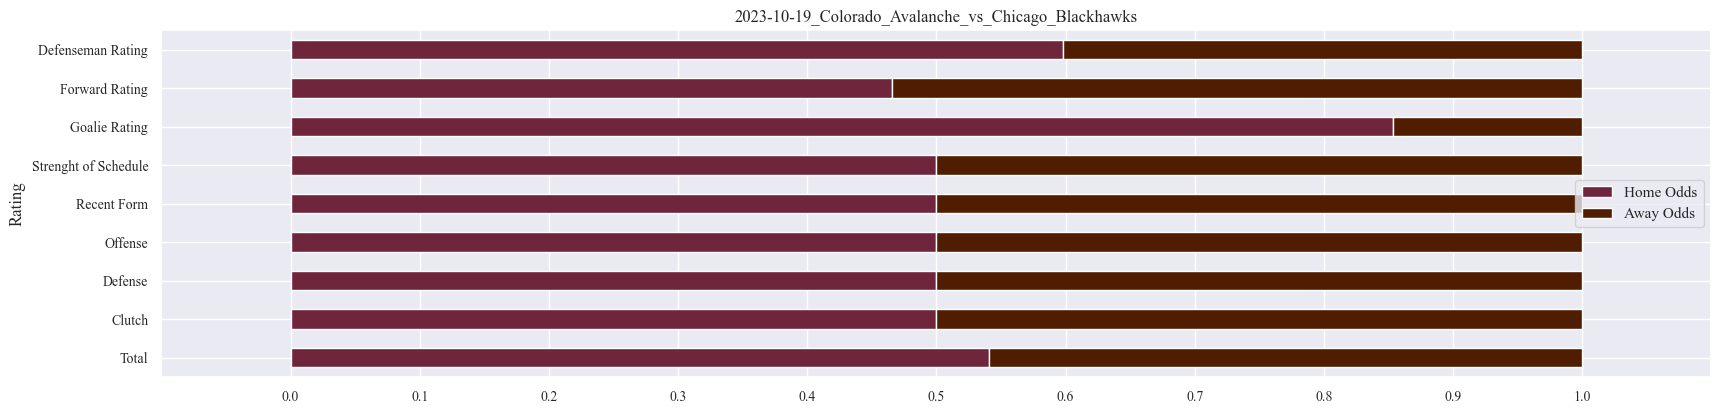 2023-10-19_Colorado_Avalanche_vs_Chicago_Blackhawks
Rating
Defenseman Rating
Forward Rating
Goalie Rating
Strenght of Schedule
Recent Form
Offense
Defense
Clutch
Total
Home Odds
Away Odds
0.0 0.1 0.2 0.3 0.4 0.5 0.6 0.7 0.8 0.9 1.0